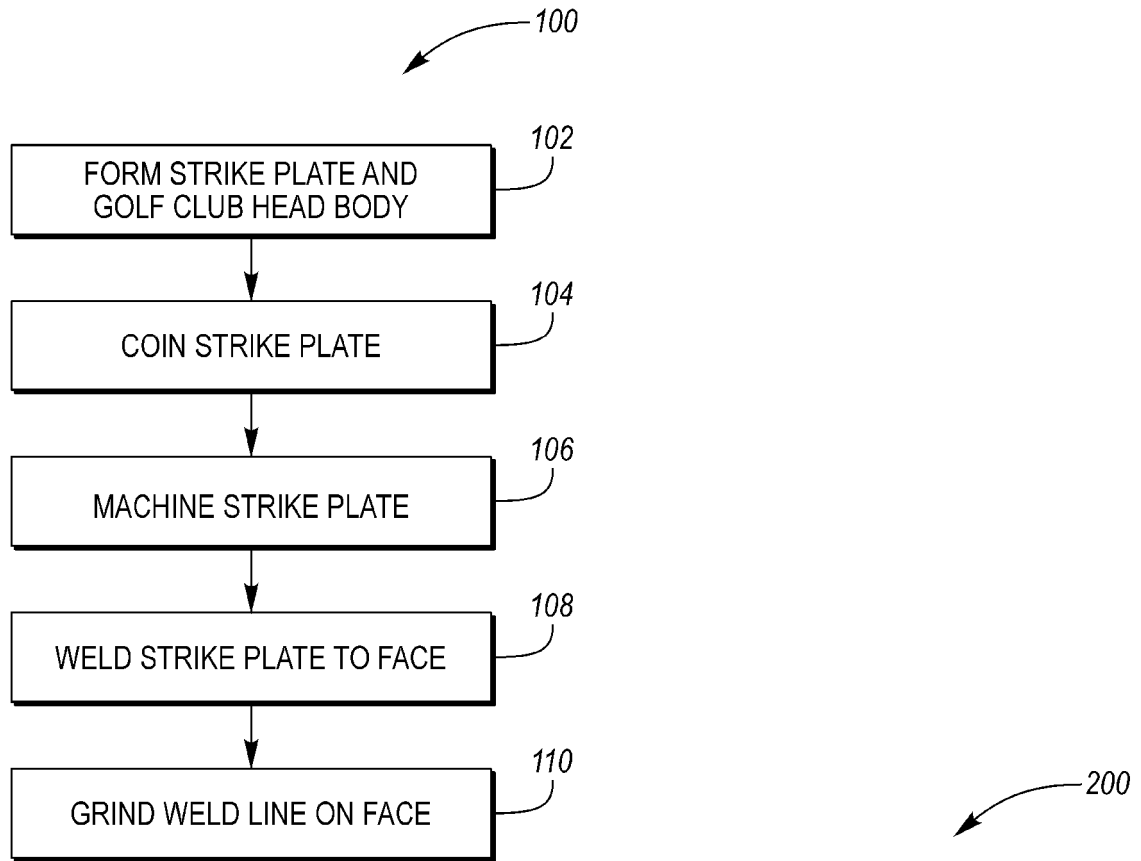 100
102
FORM STRIKE PLATE AND
GOLF CLUB HEAD BODY
104
COIN STRIKE PLATE
106
MACHINE STRIKE PLATE
108
WELD STRIKE PLATE TO FACE
110
GRIND WELD LINE ON FACE
200